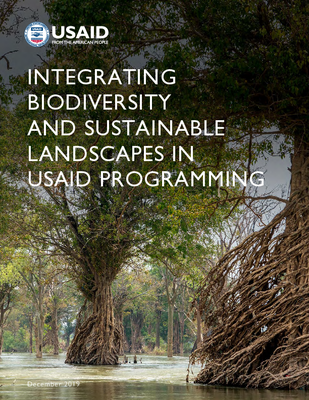 USAID
FROM THE AMERICAN PEOPLE
INTEGRATING
BIODIVERSITY
AND SUSTAINABLE
LANDSCAPES IN
USAID PROGRAMMING
December 2019